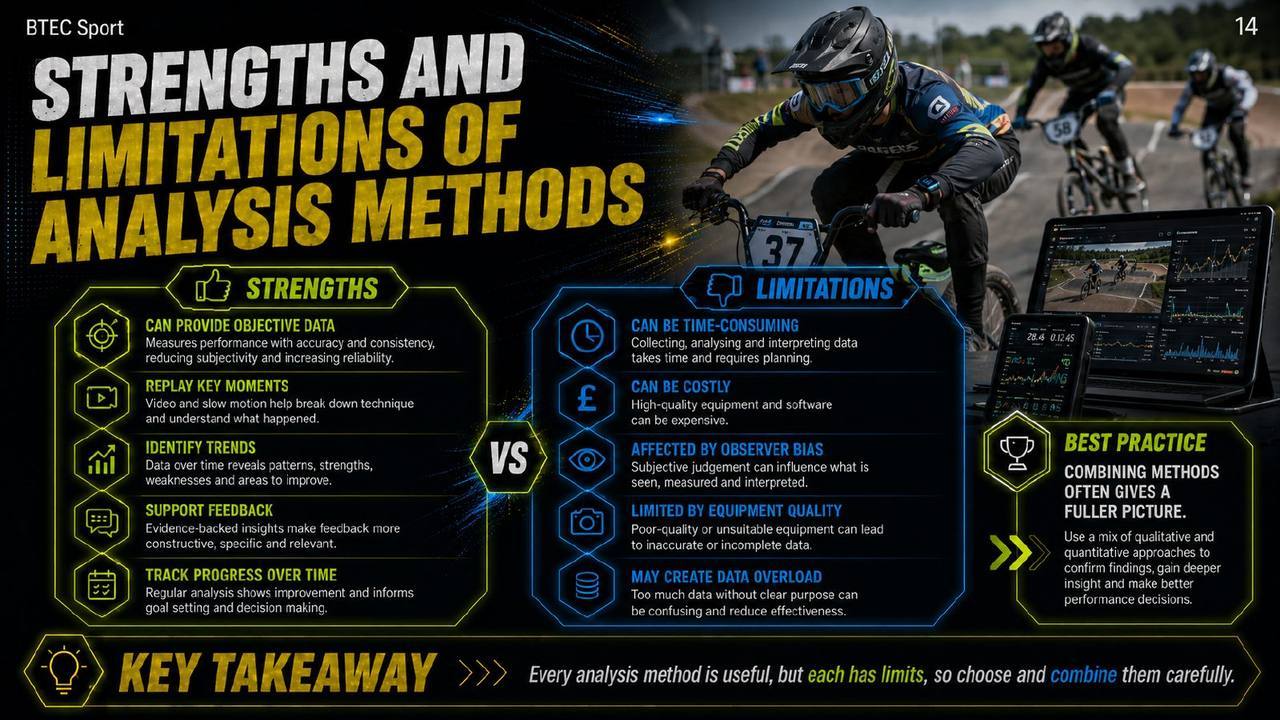 BTEC Sport
14
STRENGTHS AND
LIMITATIONS OF
ANALYSIS METHODS
37
58
STRENGTHS
CAN PROVIDE OBJECTIVE DATA
Measures performance with accuracy and consistency,
reducing subjectivity and increasing reliability.
REPLAY KEY MOMENTS
Video and slow motion help break down technique
and understand what happened.
IDENTIFY TRENDS
Data over time reveals patterns, strengths,
weaknesses and areas to improve.
SUPPORT FEEDBACK
Evidence-backed insights make feedback more
constructive, specific and relevant.
TRACK PROGRESS OVER TIME
Regular analysis shows improvement and informs
goal setting and decision making.
VS
LIMITATIONS
CAN BE TIME-CONSUMING
Collecting, analysing and interpreting data
takes time and requires planning.
£
CAN BE COSTLY
High-quality equipment and software
can be expensive.
AFFECTED BY OBSERVER BIAS
Subjective judgement can influence what is
seen, measured and interpreted.
LIMITED BY EQUIPMENT QUALITY
Poor-quality or unsuitable equipment can lead
to inaccurate or incomplete data.
MAY CREATE DATA OVERLOAD
Too much data without clear purpose can
be confusing and reduce effectiveness.
BEST PRACTICE
COMBINING METHODS
OFTEN GIVES A
FULLER PICTURE.
Use a mix of qualitative and
quantitative approaches to
confirm findings, gain deeper
insight and make better
performance decisions.
KEY TAKEAWAY
Every analysis method is useful, but each has limits, so choose and combine them carefully.